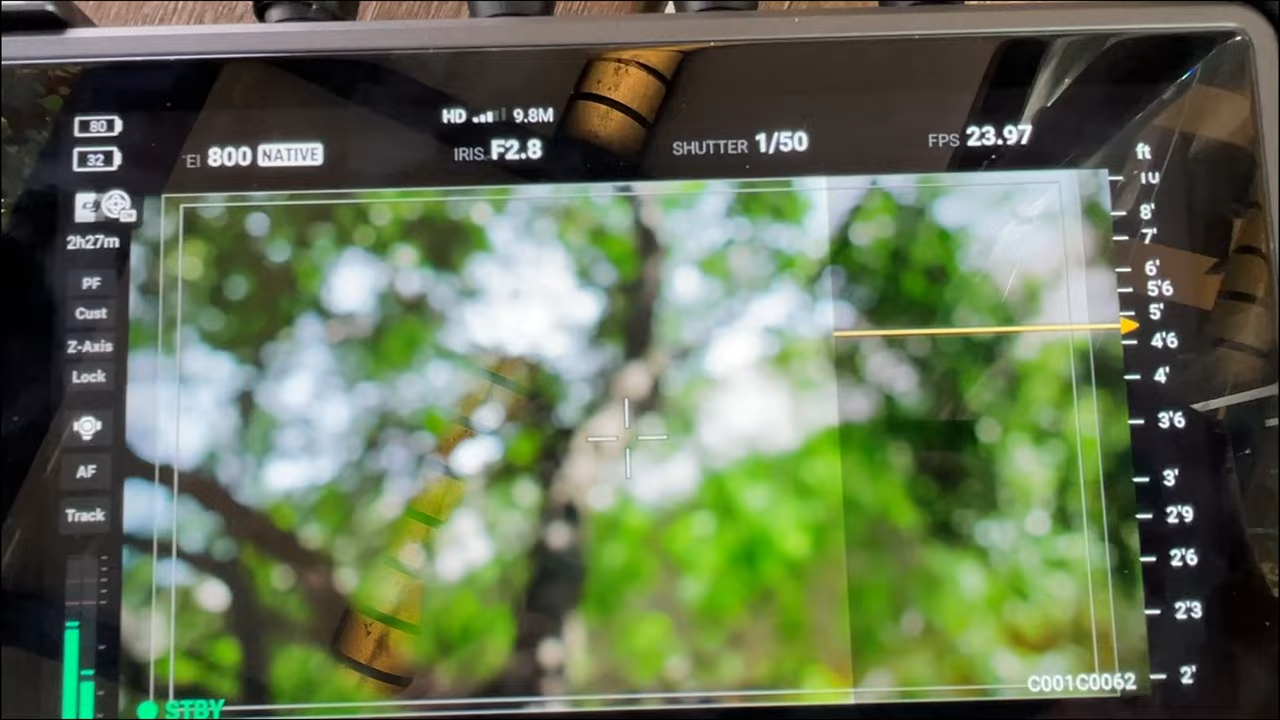 80
32
HD 9.8M
EI 800 NATIVE
IRIS F2.8
SHUTTER 1/50
FPS 23.97
2h27m
PF
Cust
Z-Axis
Lock
AF
Track
ft
10
8'
7'
6'
5'6
5'
4'6
4'
3'6
3'
2'9
2'6
2'3
2'
C001C0062
STBY